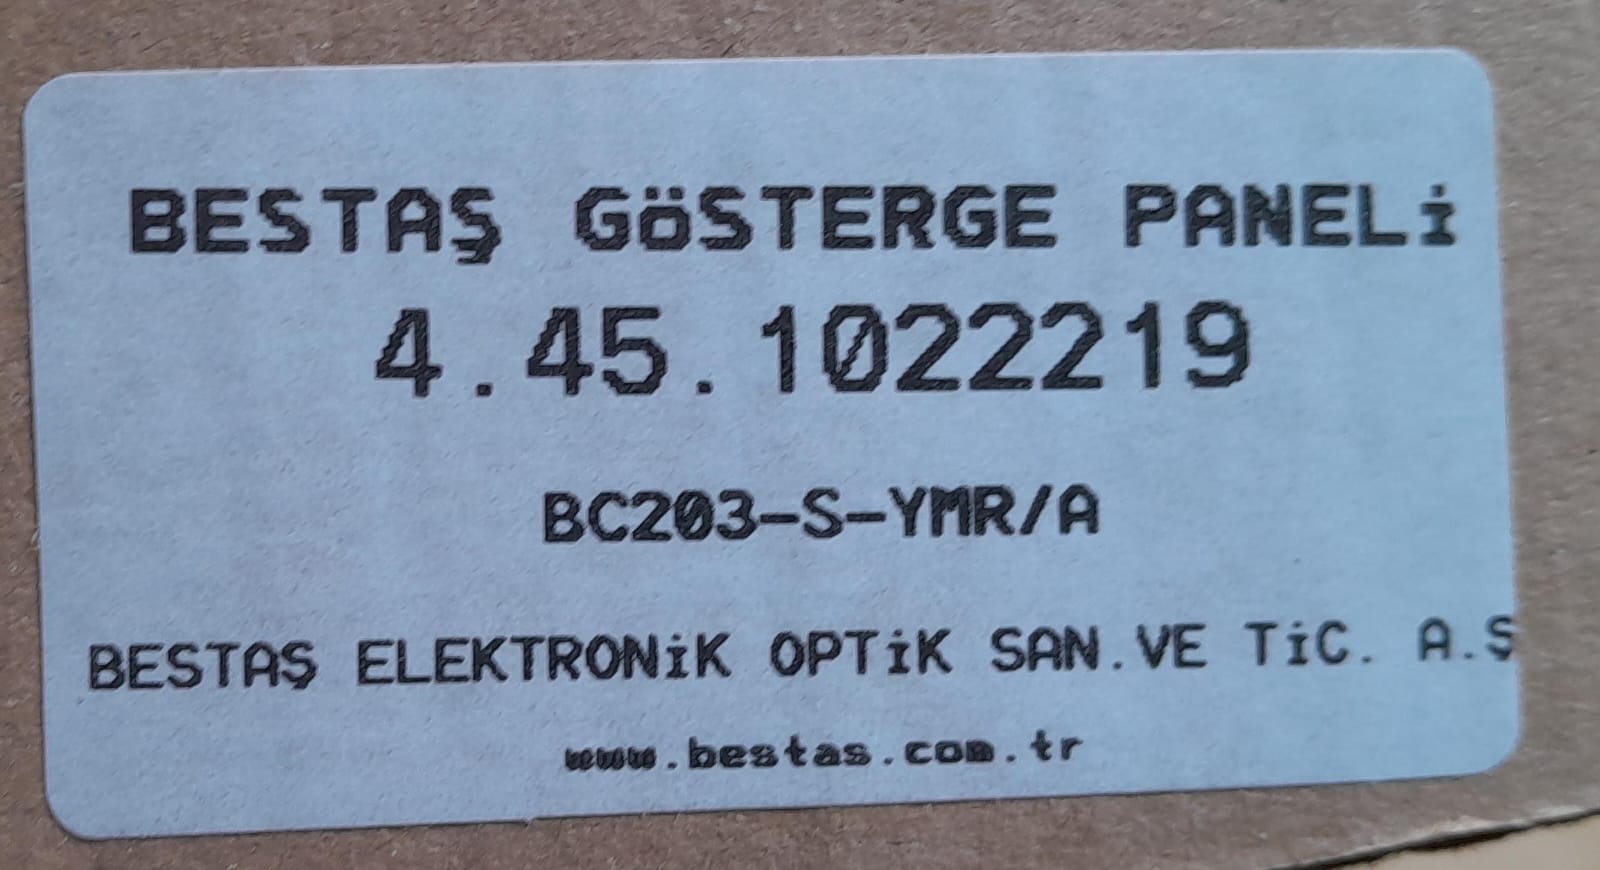 BESTAŞ GÖSTERGE PANELİ
4.45.1022219
BC203-S-YMR/A
BESTAŞ ELEKTRONİK OPTİK SAN.VE TİC. A.Ş
www.bestas.com.tr